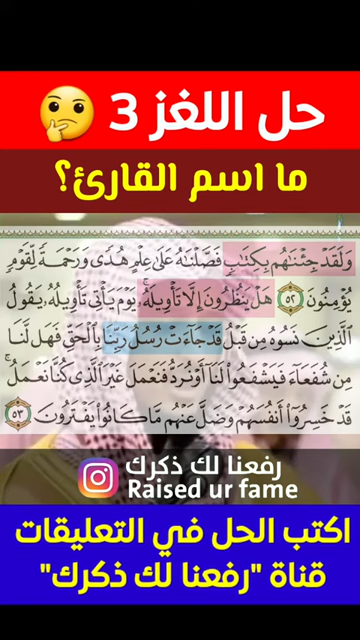 حل اللغز 3
ما اسم القارئ؟
وَلَقَدْ جِئْنَٰهُم بِكِتَٰبٍ فَصَّلْنَٰهُ عَلَىٰ عِلْمٍ هُدًى وَرَحْمَةً لِّقَوْمٍ
يُؤْمِنُونَ ٥٢ هَلْ يَنظُرُونَ إِلَّا تَأْوِيلَهُۥ ۚ يَوْمَ يَأْتِى تَأْوِيلُهُۥ يَقُولُ
ٱلَّذِينَ نَسُوهُ مِن قَبْلُ قَدْ جَآءَتْ رُسُلُ رَبِّنَا بِٱلْحَقِّ فَهَل لَّنَا
مِن شُفَعَآءَ فَيَشْفَعُوا۟ لَنَآ أَوْ نُرَدُّ فَنَعْمَلَ غَيْرَ ٱلَّذِى كُنَّا نَعْمَلُ ۚ
قَدْ خَسِرُوٓا۟ أَنفُسَهُمْ وَضَلَّ عَنْهُم مَّا كَانُوا۟ يَفْتَرُونَ ٥٣
رفعنا لك ذكرك
Raised ur fame
اكتب الحل في التعليقات
قناة "رفعنا لك ذكرك"